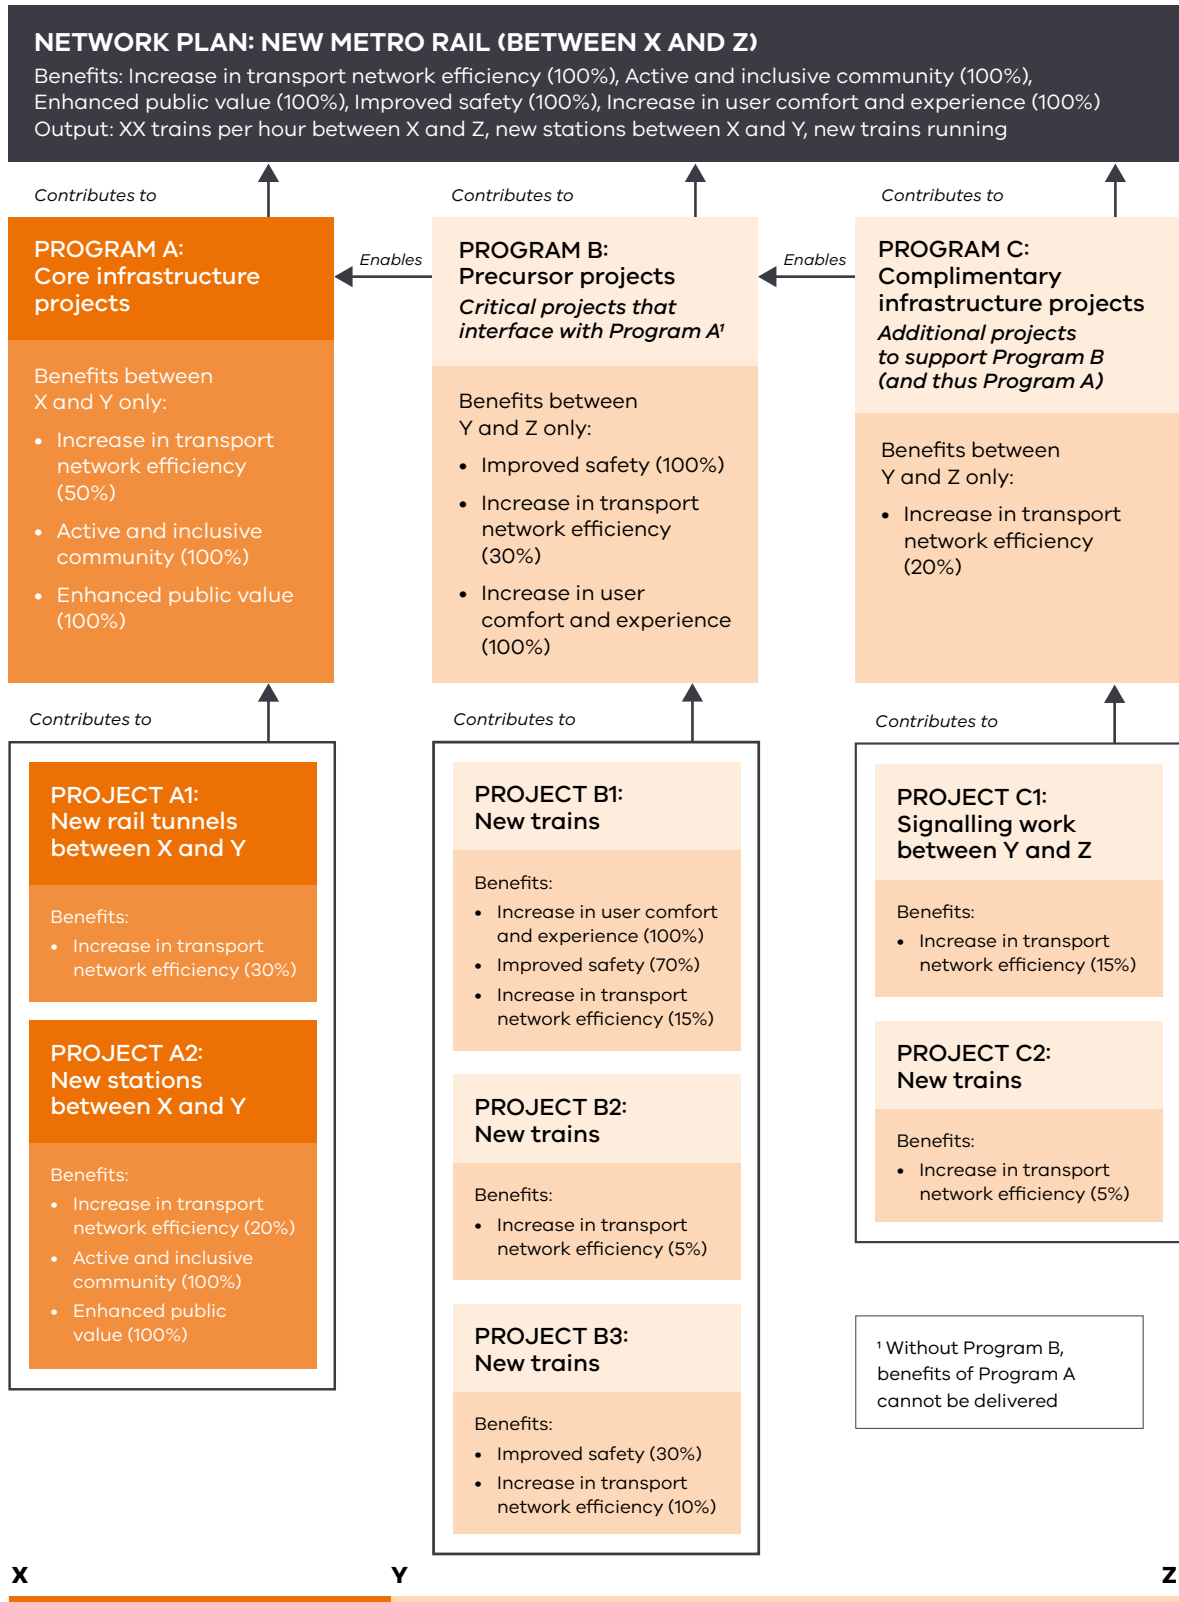 NETWORK PLAN: NEW METRO RAIL (BETWEEN X AND Z)
Benefits: Increase in transport network efficiency (100%), Active and inclusive community (100%),
Enhanced public value (100%), Improved safety (100%), Increase in user comfort and experience (100%)
Output: XX trains per hour between X and Z, new stations between X and Y, new trains running
Contributes to
Contributes to
Contributes to
PROGRAM A:
Core infrastructure
projects
Benefits between
X and Y only:
• Increase in transport
network efficiency
(50%)
• Active and inclusive
community (100%)
• Enhanced public value
(100%)
Enables
PROGRAM B:
Precursor projects
Critical projects that
interface with Program A¹
Benefits between
Y and Z only:
• Improved safety (100%)
• Increase in transport
network efficiency
(30%)
• Increase in user
comfort and experience
(100%)
Enables
PROGRAM C:
Complimentary
infrastructure projects
Additional projects
to support Program B
(and thus Program A)
Benefits between
Y and Z only:
• Increase in transport
network efficiency
(20%)
Contributes to
Contributes to
Contributes to
PROJECT A1:
New rail tunnels
between X and Y
Benefits:
• Increase in transport
network efficiency (30%)
PROJECT A2:
New stations
between X and Y
Benefits:
• Increase in transport
network efficiency (20%)
• Active and inclusive
community (100%)
• Enhanced public
value (100%)
PROJECT B1:
New trains
Benefits:
• Increase in user comfort
and experience (100%)
• Improved safety (70%)
• Increase in transport
network efficiency (15%)
PROJECT B2:
New trains
Benefits:
• Increase in transport
network efficiency (5%)
PROJECT B3:
New trains
Benefits:
• Improved safety (30%)
• Increase in transport
network efficiency (10%)
PROJECT C1:
Signalling work
between Y and Z
Benefits:
• Increase in transport
network efficiency (15%)
PROJECT C2:
New trains
Benefits:
• Increase in transport
network efficiency (5%)
¹ Without Program B,
benefits of Program A
cannot be delivered
X
Y
Z